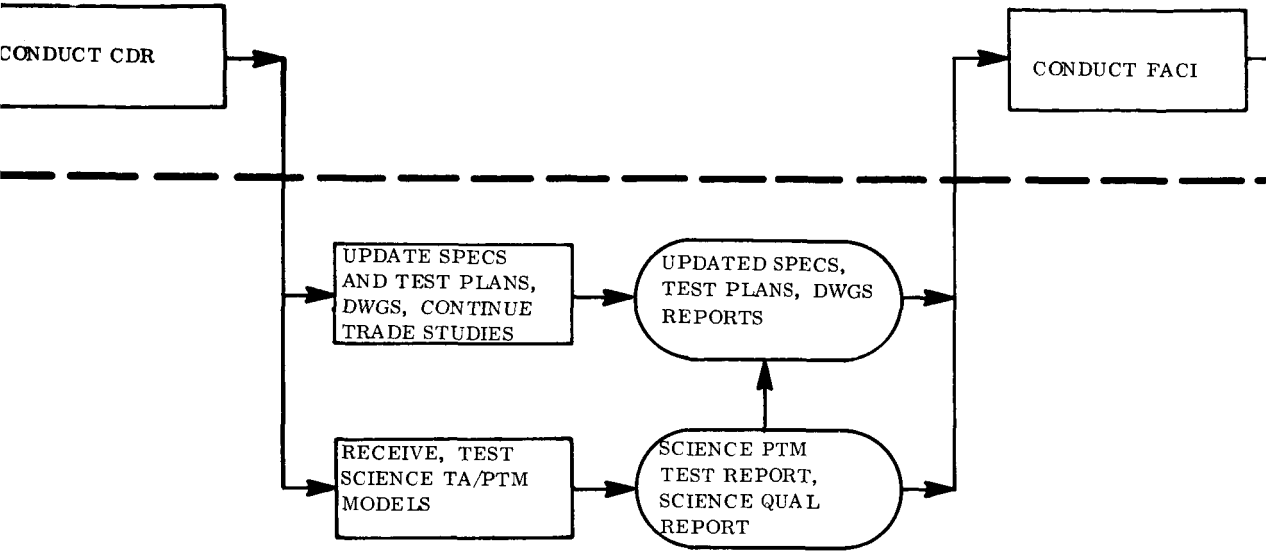 CONDUCT CDR
CONDUCT FACI
UPDATE SPECS
AND TEST PLANS,
DWGS, CONTINUE
TRADE STUDIES
UPDATED SPECS,
TEST PLANS, DWGS
REPORTS
RECEIVE, TEST
SCIENCE TA/PTM
MODELS
SCIENCE PTM
TEST REPORT,
SCIENCE QUAL
REPORT